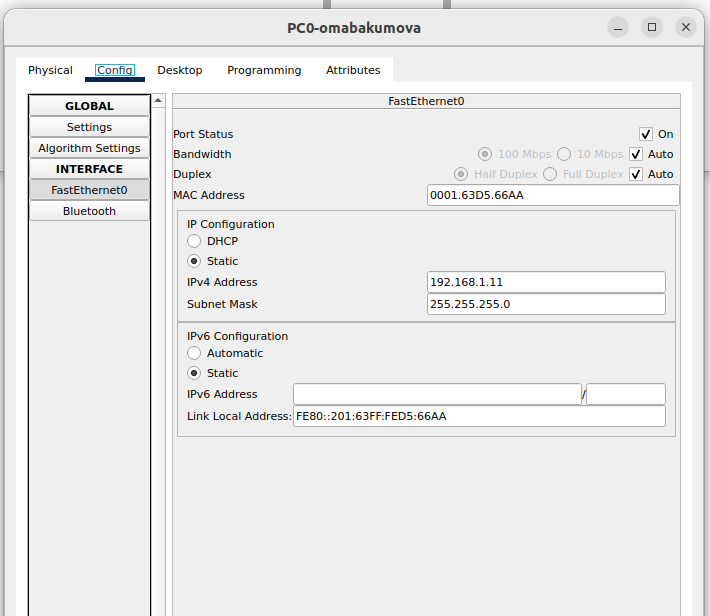 PC0-omabakumova
Physical Config Desktop Programming Attributes
GLOBAL
Settings
Algorithm Settings
INTERFACE
FastEthernet0
Bluetooth
FastEthernet0
Port Status On
Bandwidth 100 Mbps 10 Mbps Auto
Duplex Half Duplex Full Duplex Auto
MAC Address 0001.63D5.66AA
IP Configuration
DHCP
Static
IPv4 Address 192.168.1.11
Subnet Mask 255.255.255.0
IPv6 Configuration
Automatic
Static
IPv6 Address /
Link Local Address: FE80::201:63FF:FED5:66AA